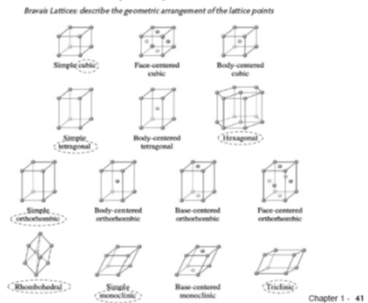 Bravais Lattices: describe the geometric arrangement of the lattice points
Simple cubic
Face-centered
cubic
Body-centered
cubic
Simple
tetragonal
Body-centered
tetragonal
Hexagonal
Simple
orthorhombic
Body-centered
orthorhombic
Base-centered
orthorhombic
Face-centered
orthorhombic
Rhombohedral
Simple
monoclinic
Base-centered
monoclinic
Triclinic
Chapter 1 - 41